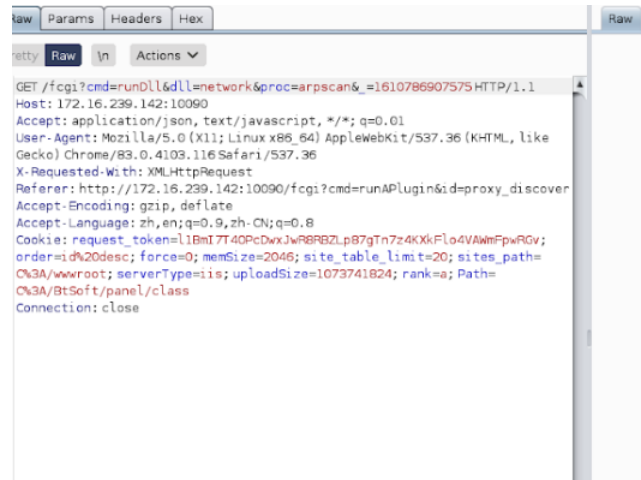 Raw Params Headers Hex Raw
Raw \n Actions
GET /fcgi?cmd=runDll&dll=network&proc=arpscan&_=1610786907575 HTTP/1.1
Host: 172.16.239.142:10090
Accept: application/json, text/javascript, */*; q=0.01
User-Agent: Mozilla/5.0 (X11; Linux x86_64) AppleWebKit/537.36 (KHTML, like
Gecko) Chrome/83.0.4103.116 Safari/537.36
X-Requested-With: XMLHttpRequest
Referer: http://172.16.239.142:10090/fcgi?cmd=runAPlugin&id=proxy_discover
Accept-Encoding: gzip, deflate
Accept-Language: zh,en;q=0.9,zh-CN;q=0.8
Cookie: request_token=l1BmI7T4OPcDwxJwR8RBZLp87gTn7z4KXkFlo4VAWmFpwRGv;
order=id%20desc; force=0; memSize=2046; site_table_limit=20; sites_path=
C%3A/wwwroot; serverType=iis; uploadSize=1073741824; rank=a; Path=
C%3A/BtSoft/panel/class
Connection: close